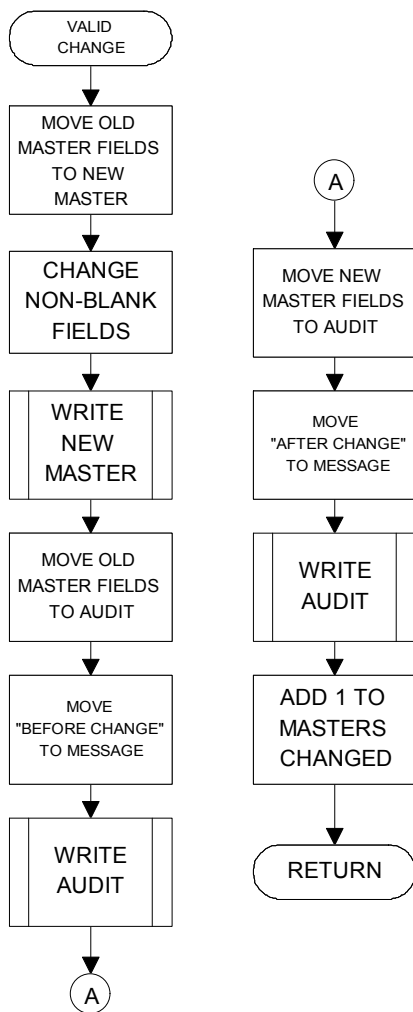 VALID
CHANGE
MOVE OLD
MASTER FIELDS
TO NEW
MASTER
CHANGE
NON-BLANK
FIELDS
WRITE
NEW
MASTER
MOVE OLD
MASTER FIELDS
TO AUDIT
MOVE
"BEFORE CHANGE"
TO MESSAGE
WRITE
AUDIT
A
A
MOVE NEW
MASTER FIELDS
TO AUDIT
MOVE
"AFTER CHANGE"
TO MESSAGE
WRITE
AUDIT
ADD 1 TO
MASTERS
CHANGED
RETURN